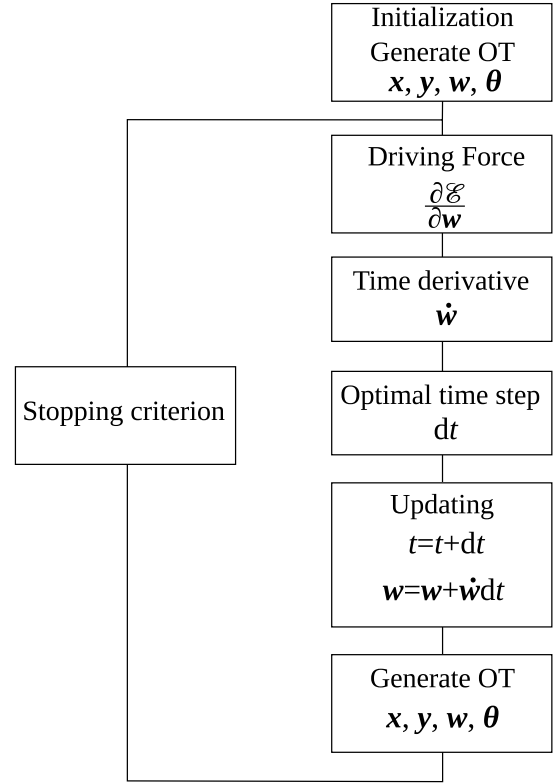 Initialization
Generate OT
x, y, w, θ
Driving Force
∂ℰ
∂w
Time derivative
ẇ
Optimal time step
dt
Stopping criterion
Updating
t=t+dt
w=w+ẇdt
Generate OT
x, y, w, θ